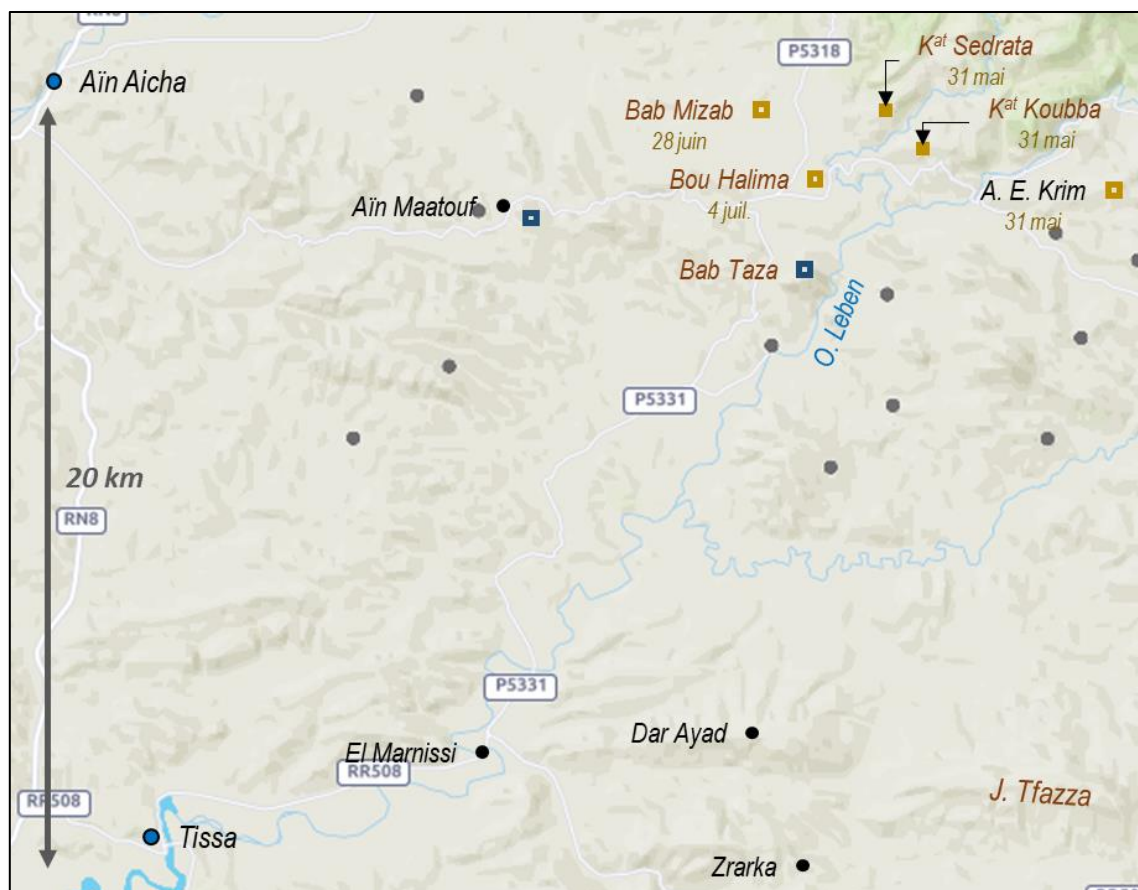 RN8
P5318
Kat Sedrata
31 mai
Aïn Aicha
Bab Mizab
28 juin
Kat Koubba
31 mai
Bou Halima
4 juil.
A. E. Krim
31 mai
Aïn Maatouf
Bab Taza
O. Leben
P5331
20 km
RN8
P5331
Dar Ayad
El Marnissi
RR508
J. Tfazza
RR508
Tissa
Zrarka